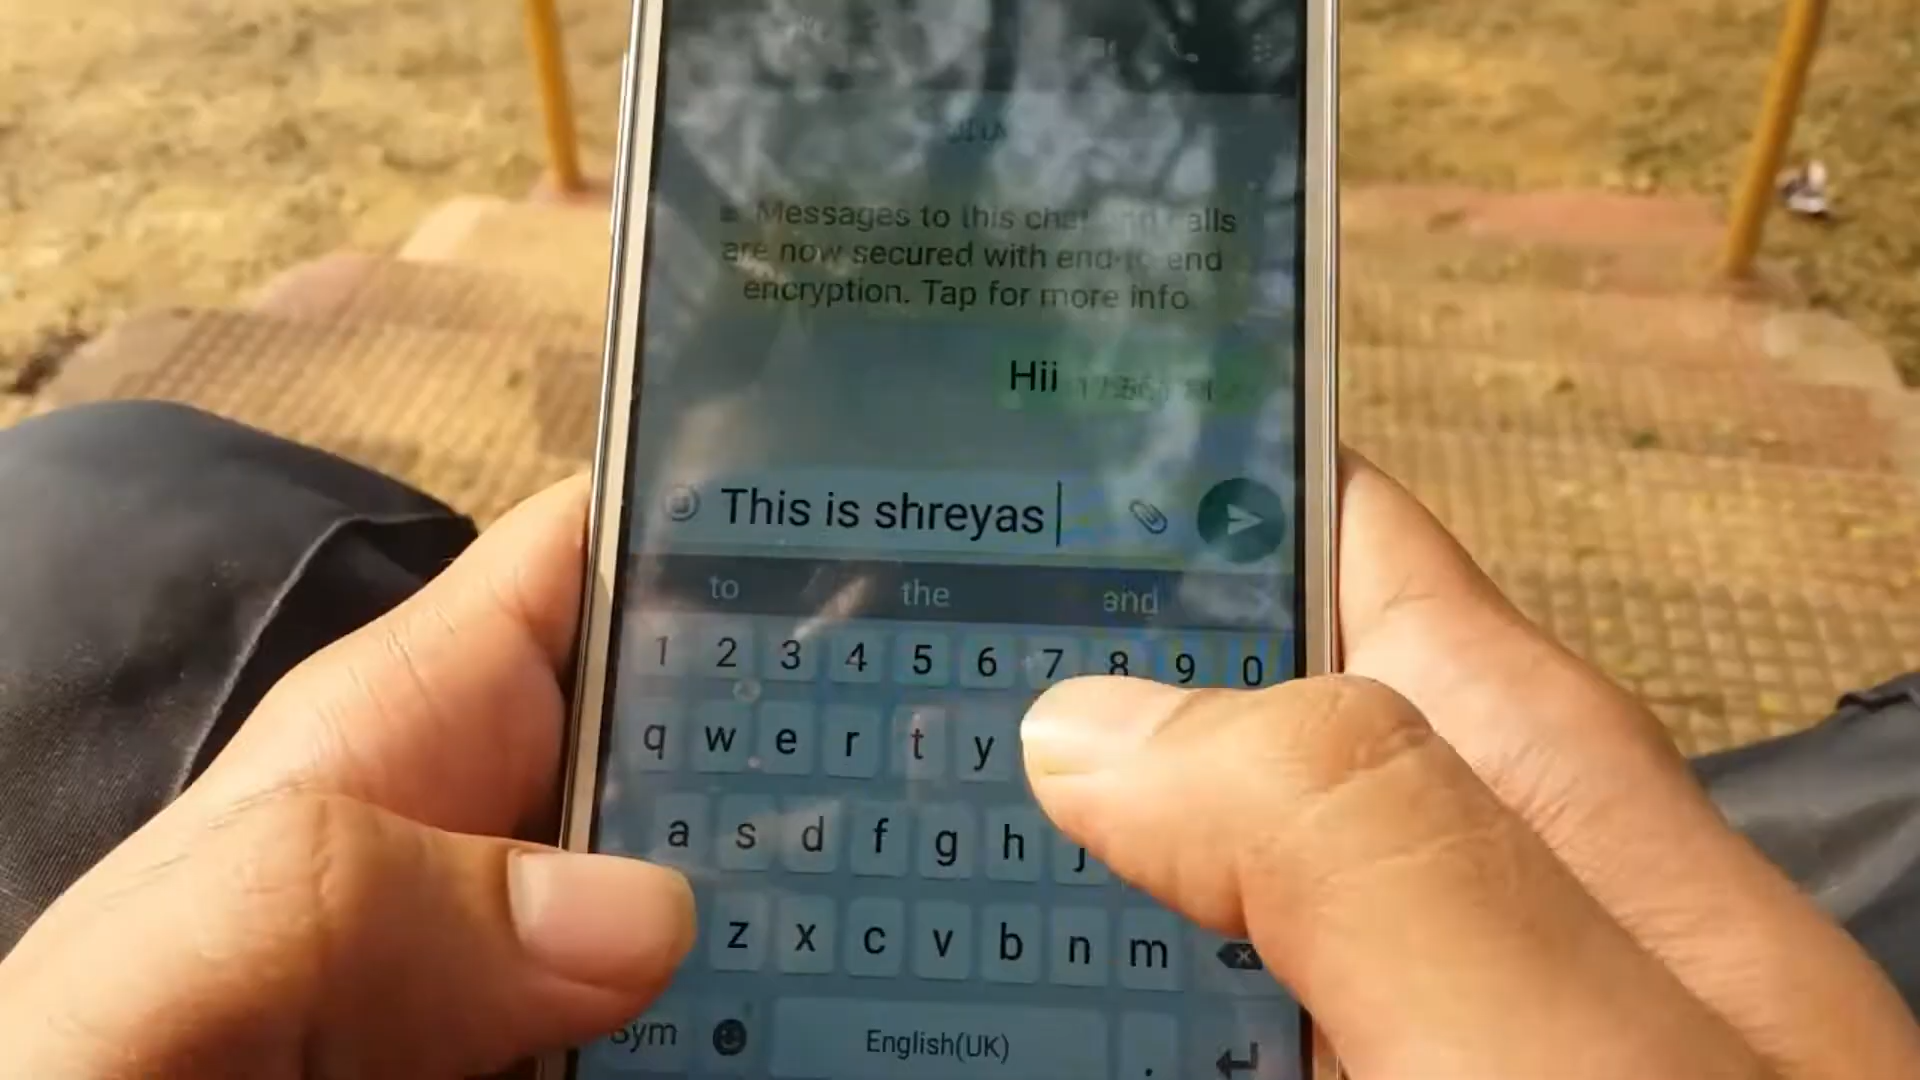 Messages to this chat and calls
are now secured with end-to-end
encryption. Tap for more info
Hii
This is shreyas
to the and
1 2 3 4 5 6 7 8 9 0
q w e r t y
a s d f g h j
z x c v b n m
Sym English(UK) .